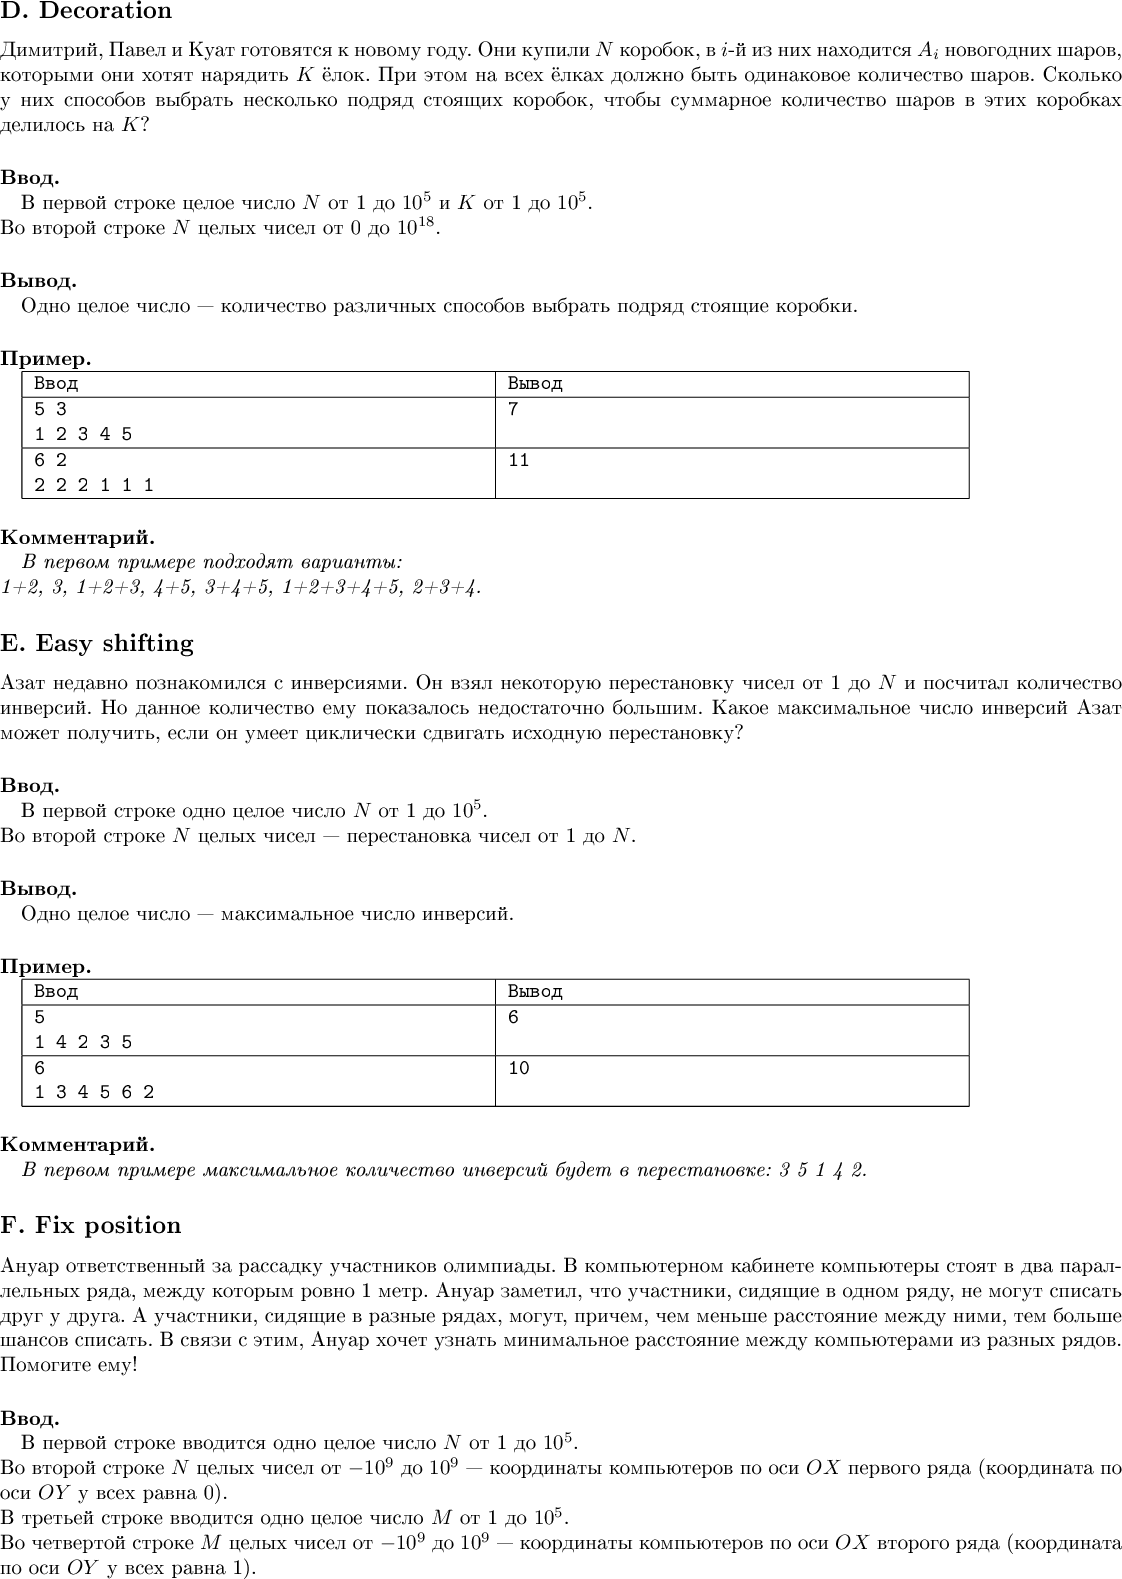 D. Decoration
Димитрий, Павел и Куат готовятся к новому году. Они купили N коробок, в i-й из них находится A_i новогодних шаров,
которыми они хотят нарядить K ёлок. При этом на всех ёлках должно быть одинаковое количество шаров. Сколько
у них способов выбрать несколько подряд стоящих коробок, чтобы суммарное количество шаров в этих коробках
делилось на K?
Ввод.
В первой строке целое число N от 1 до 10^5 и K от 1 до 10^5.
Во второй строке N целых чисел от 0 до 10^18.
Вывод.
Одно целое число — количество различных способов выбрать подряд стоящие коробки.
Пример.
Ввод Вывод
5 3 7
1 2 3 4 5
6 2 11
2 2 2 1 1 1
Комментарий.
В первом примере подходят варианты:
1+2, 3, 1+2+3, 4+5, 3+4+5, 1+2+3+4+5, 2+3+4.
E. Easy shifting
Азат недавно познакомился с инверсиями. Он взял некоторую перестановку чисел от 1 до N и посчитал количество
инверсий. Но данное количество ему показалось недостаточно большим. Какое максимальное число инверсий Азат
может получить, если он умеет циклически сдвигать исходную перестановку?
Ввод.
В первой строке одно целое число N от 1 до 10^5.
Во второй строке N целых чисел — перестановка чисел от 1 до N.
Вывод.
Одно целое число — максимальное число инверсий.
Пример.
Ввод Вывод
5 6
1 4 2 3 5
6 10
1 3 4 5 6 2
Комментарий.
В первом примере максимальное количество инверсий будет в перестановке: 3 5 1 4 2.
F. Fix position
Ануар ответственный за рассадку участников олимпиады. В компьютерном кабинете компьютеры стоят в два парал-
лельных ряда, между которым ровно 1 метр. Ануар заметил, что участники, сидящие в одном ряду, не могут списать
друг у друга. А участники, сидящие в разные рядах, могут, причем, чем меньше расстояние между ними, тем больше
шансов списать. В связи с этим, Ануар хочет узнать минимальное расстояние между компьютерами из разных рядов.
Помогите ему!
Ввод.
В первой строке вводится одно целое число N от 1 до 10^5.
Во второй строке N целых чисел от −10^9 до 10^9 — координаты компьютеров по оси OX первого ряда (координата по
оси OY у всех равна 0).
В третьей строке вводится одно целое число M от 1 до 10^5.
Во четвертой строке M целых чисел от −10^9 до 10^9 — координаты компьютеров по оси OX второго ряда (координата
по оси OY у всех равна 1).